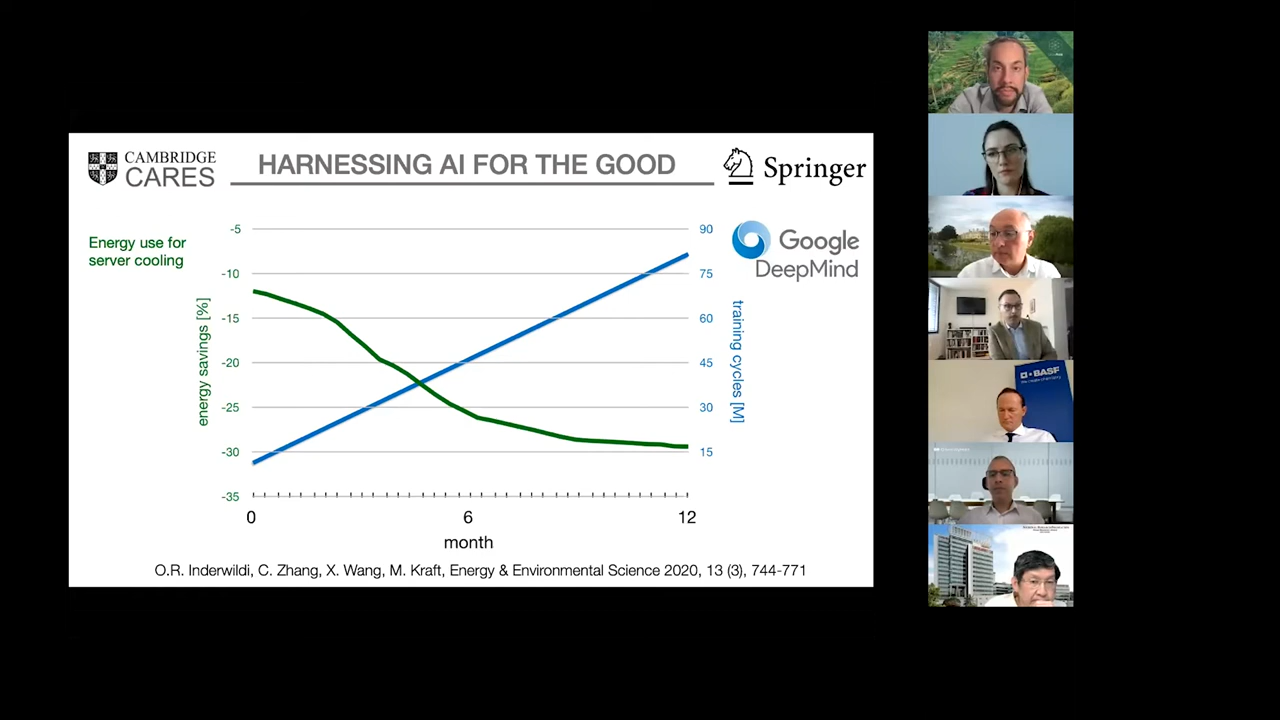 CAMBRIDGE
CARES
HARNESSING AI FOR THE GOOD
Springer
Energy use for
server cooling
Google
DeepMind
-5
-10
-15
-20
-25
-30
-35
energy savings [%]
90
75
60
45
30
15
training cycles [M]
0 6 12
month
O.R. Inderwildi, C. Zhang, X. Wang, M. Kraft, Energy & Environmental Science 2020, 13 (3), 744-771
BASF